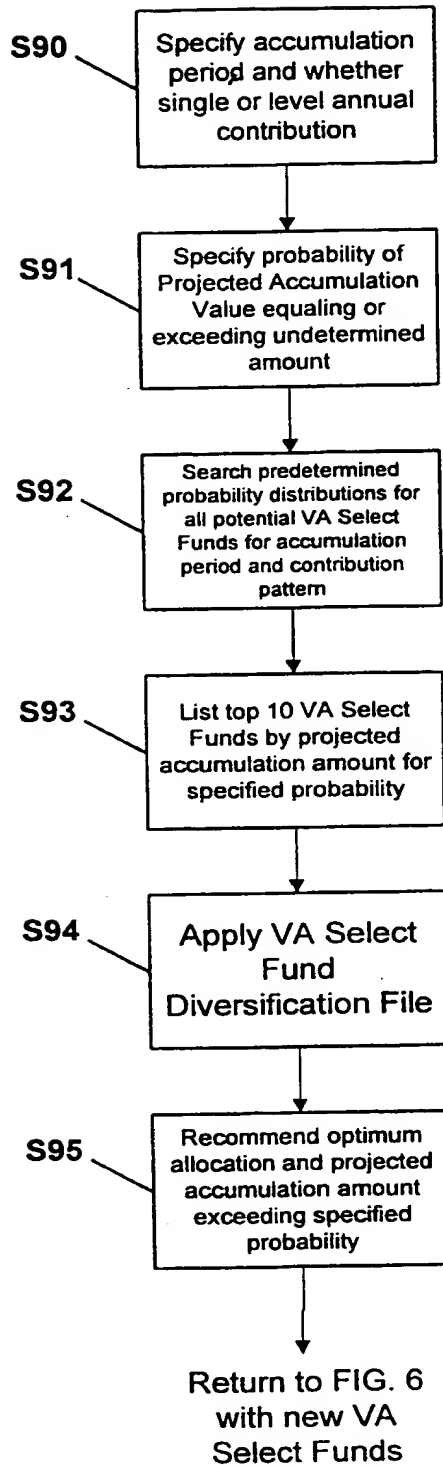 S90
Specify accumulation
period and whether
single or level annual
contribution
S91
Specify probability of
Projected Accumulation
Value equaling or
exceeding undetermined
amount
S92
Search predetermined
probability distributions for
all potential VA Select
Funds for accumulation
period and contribution
pattern
S93
List top 10 VA Select
Funds by projected
accumulation amount for
specified probability
S94
Apply VA Select
Fund
Diversification File
S95
Recommend optimum
allocation and projected
accumulation amount
exceeding specified
probability
Return to FIG. 6
with new VA
Select Funds